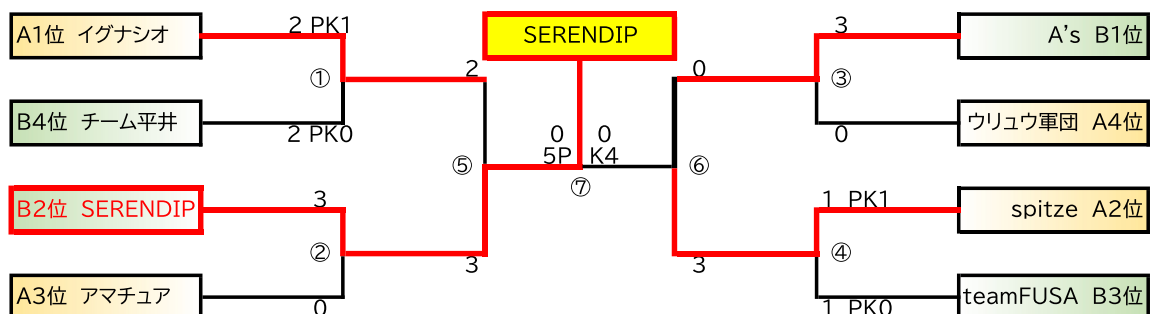 SERENDIP
A1位 イグナシオ
2 PK1
①
B4位 チーム平井
2 PK0
2
⑤
B2位 SERENDIP
3
②
A3位 アマチュア
0
3
0 0
5P K4
⑦
0
⑥
3
3
A's B1位
③
ウリュウ軍団 A4位
0
1 PK1
spitze A2位
④
teamFUSA B3位
1 PK0